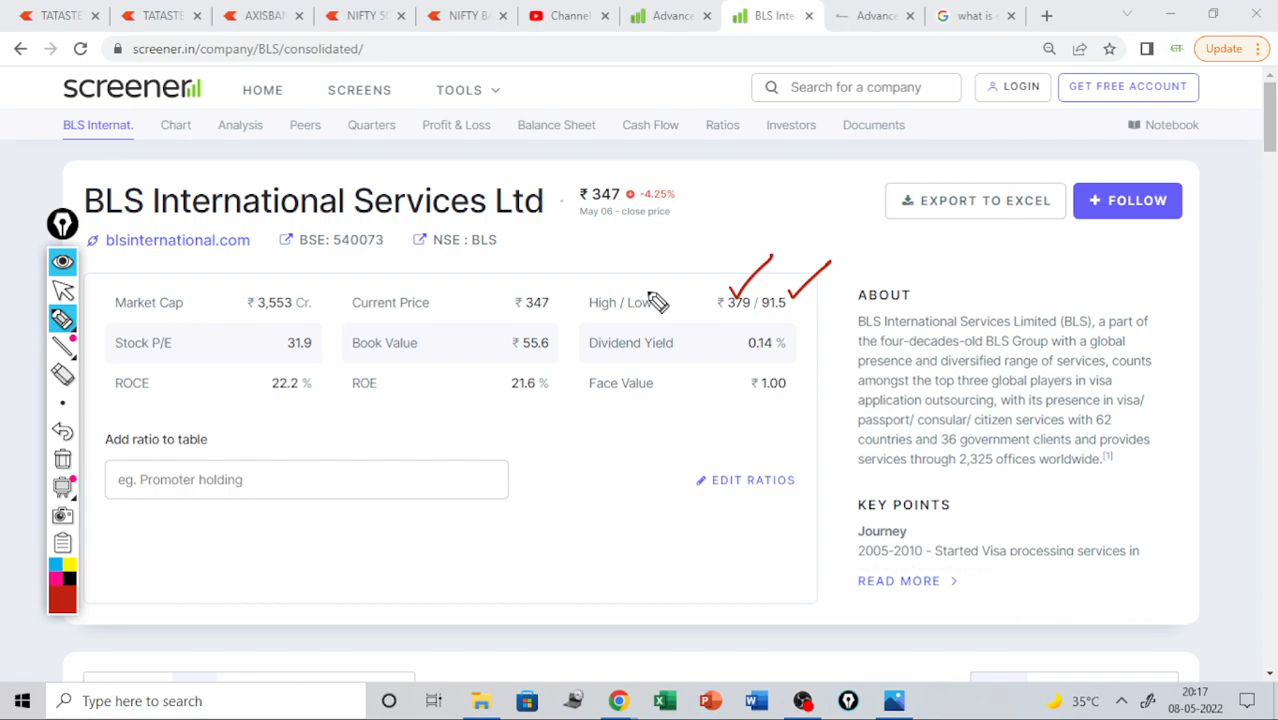 TATASTE
TATASTE
AXISBAN
NIFTY 50
NIFTY BA
Channel
Advance
BLS Inte
Advance
what is
screener.in/company/BLS/consolidated/
Update
screener
HOME
SCREENS
TOOLS
Search for a company
LOGIN
GET FREE ACCOUNT
BLS Internat.
Chart
Analysis
Peers
Quarters
Profit & Loss
Balance Sheet
Cash Flow
Ratios
Investors
Documents
Notebook
BLS International Services Ltd
₹ 347 -4.25%
May 06 - close price
EXPORT TO EXCEL
FOLLOW
blsinternational.com
BSE: 540073
NSE : BLS
Market Cap ₹ 3,553 Cr.
Current Price ₹ 347
High / Low ₹ 379 / 91.5
Stock P/E 31.9
Book Value ₹ 55.6
Dividend Yield 0.14 %
ROCE 22.2 %
ROE 21.6 %
Face Value ₹ 1.00
Add ratio to table
eg. Promoter holding
EDIT RATIOS
ABOUT
BLS International Services Limited (BLS), a part of
the four-decades-old BLS Group with a global
presence and diversified range of services, counts
amongst the top three global players in visa
application outsourcing, with its presence in visa/
passport/ consular/ citizen services with 62
countries and 36 government clients and provides
services through 2,325 offices worldwide.[1]
KEY POINTS
Journey
2005-2010 - Started Visa processing services in
READ MORE
Type here to search
35°C
20:17
08-05-2022